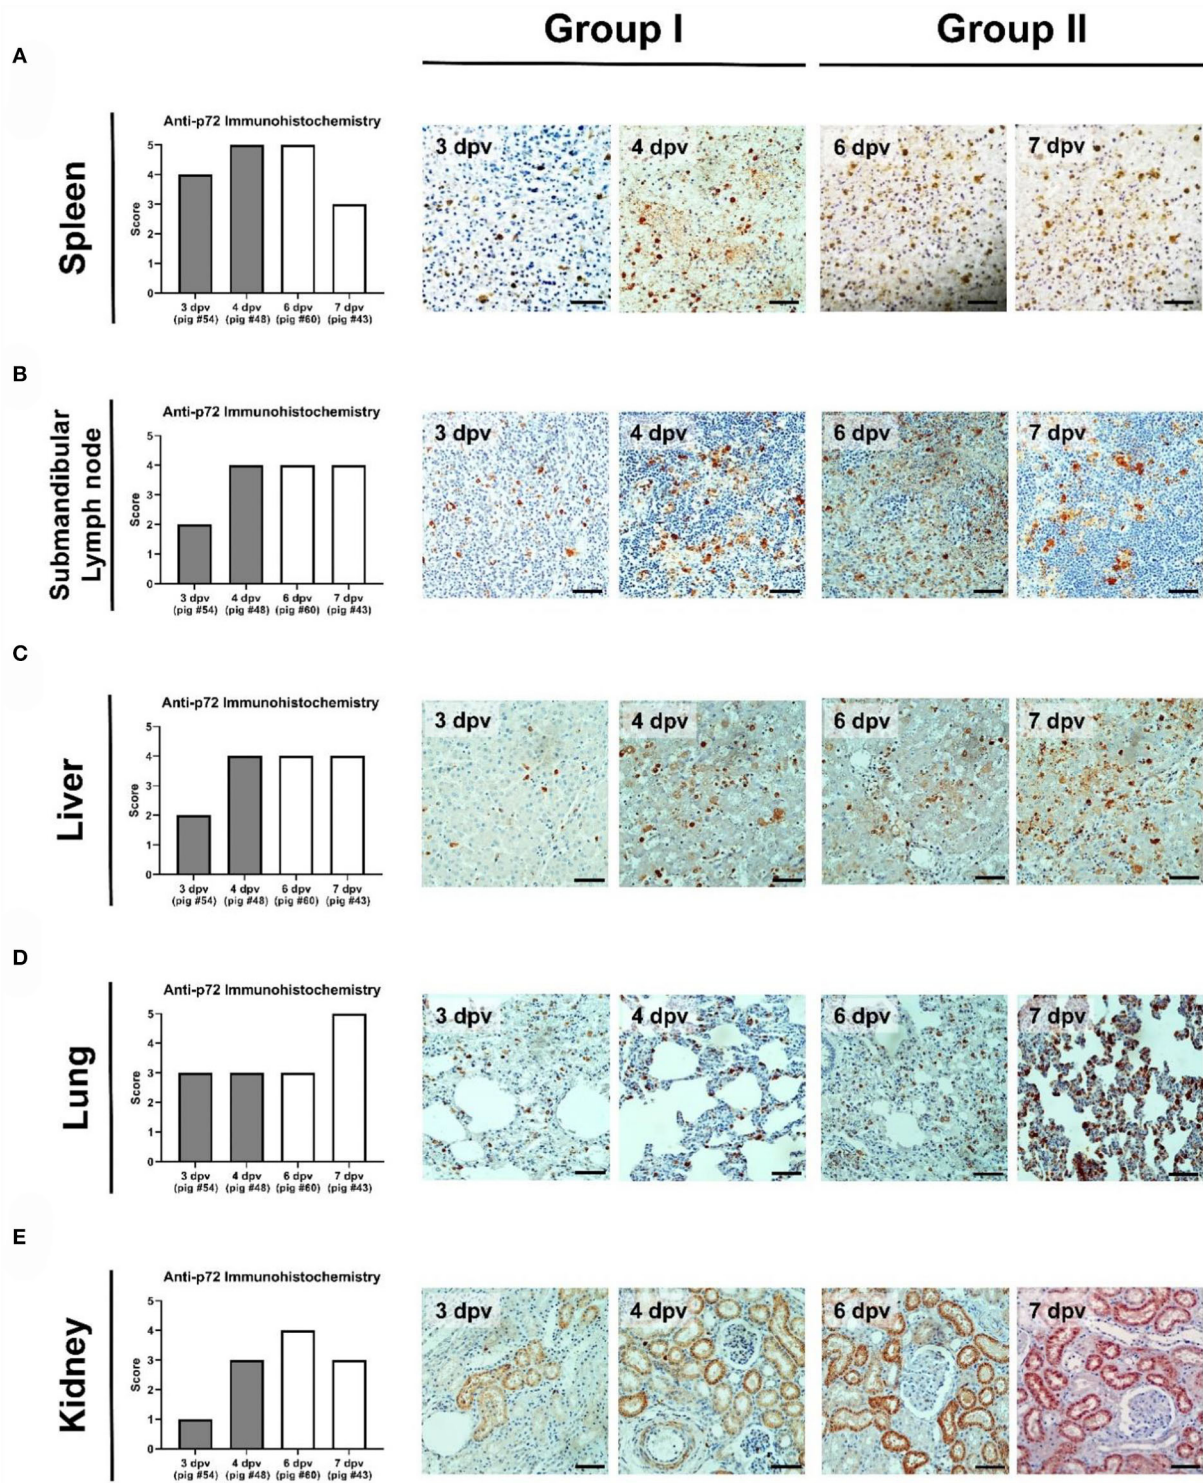 Group I
Group II
A
Spleen
Anti-p72 Immunohistochemistry
Score
5
4
3
2
1
0
3 dpv
(pig #54)
4 dpv
(pig #48)
6 dpv
(pig #60)
7 dpv
(pig #43)
3 dpv
4 dpv
6 dpv
7 dpv
B
Submandibular
Lymph node
Anti-p72 Immunohistochemistry
Score
5
4
3
2
1
0
3 dpv
(pig #54)
4 dpv
(pig #48)
6 dpv
(pig #60)
7 dpv
(pig #43)
3 dpv
4 dpv
6 dpv
7 dpv
C
Liver
Anti-p72 Immunohistochemistry
Score
5
4
3
2
1
0
3 dpv
(pig #54)
4 dpv
(pig #48)
6 dpv
(pig #60)
7 dpv
(pig #43)
3 dpv
4 dpv
6 dpv
7 dpv
D
Lung
Anti-p72 Immunohistochemistry
Score
5
4
3
2
1
0
3 dpv
(pig #54)
4 dpv
(pig #48)
6 dpv
(pig #60)
7 dpv
(pig #43)
3 dpv
4 dpv
6 dpv
7 dpv
E
Kidney
Anti-p72 Immunohistochemistry
Score
5
4
3
2
1
0
3 dpv
(pig #54)
4 dpv
(pig #48)
6 dpv
(pig #60)
7 dpv
(pig #43)
3 dpv
4 dpv
6 dpv
7 dpv